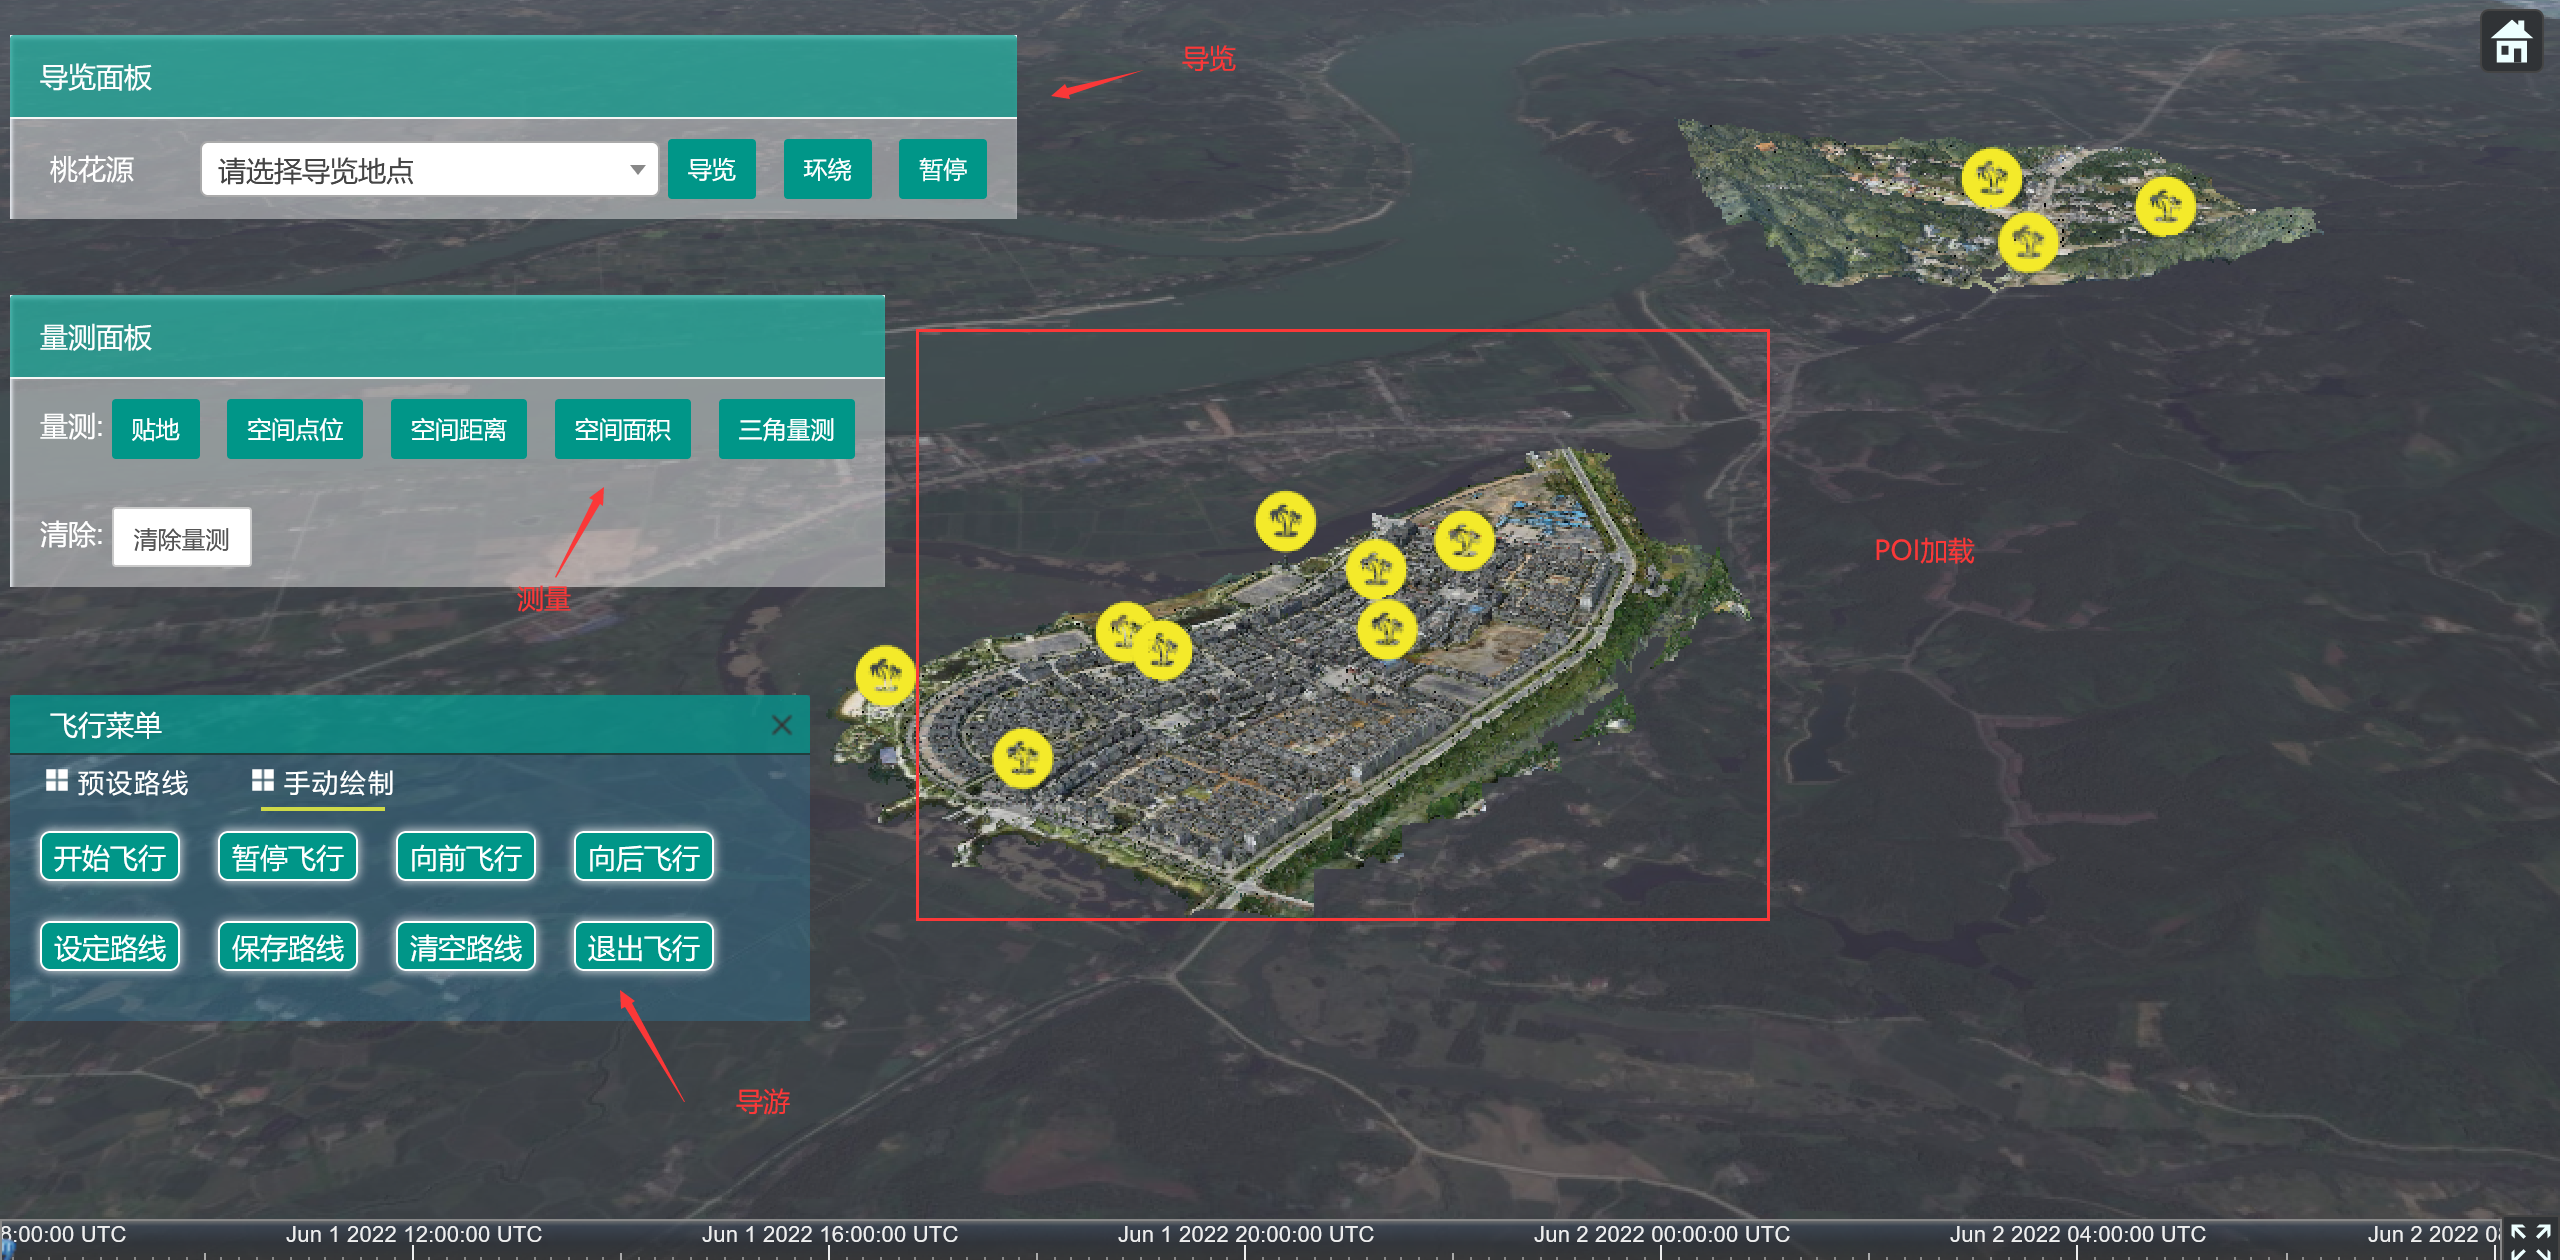 导览面板
导览
桃花源 请选择导览地点 导览 环绕 暂停
量测面板
量测: 贴地 空间点位 空间距离 空间面积 三角量测
清除: 清除量测
POI加载
测量
飞行菜单
预设路线 手动绘制
开始飞行 暂停飞行 向前飞行 向后飞行
设定路线 保存路线 清空路线 退出飞行
导游
8:00:00 UTC Jun 1 2022 12:00:00 UTC Jun 1 2022 16:00:00 UTC Jun 1 2022 20:00:00 UTC Jun 2 2022 00:00:00 UTC Jun 2 2022 04:00:00 UTC Jun 2 2022 0